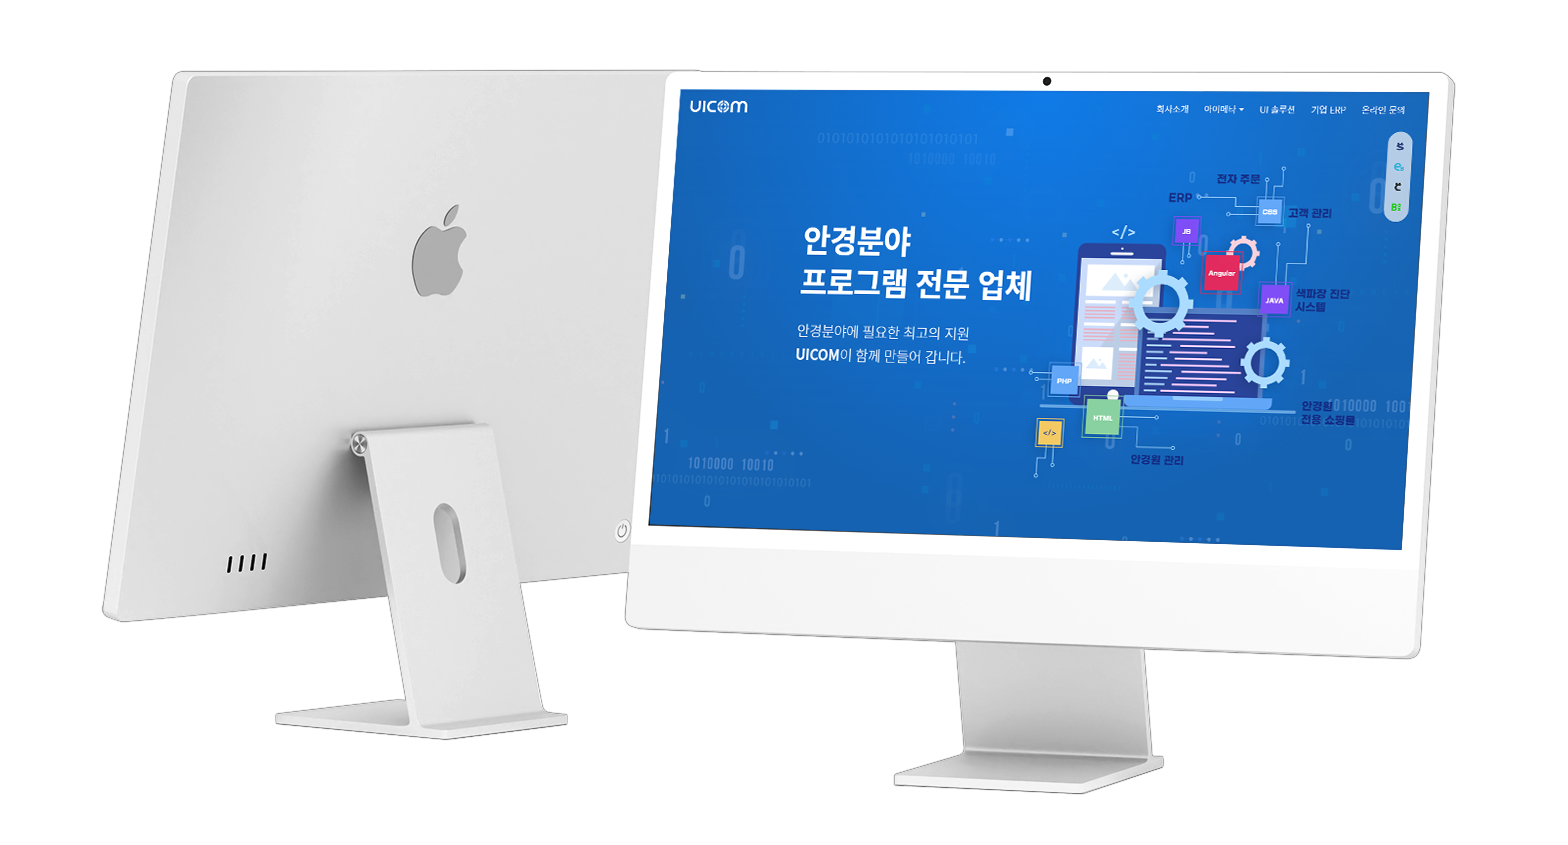 UICOM
회사소개 아이메닥 UI 솔루션 기업 ERP 온라인 문의
010101010101010101010101
1010000 10010
전자 주문
ERP
CSS
고객 관리
JB
</>
안경분야
프로그램 전문 업체
Angular
JAVA
색파장 진단
시스템
안경분야에 필요한 최고의 지원
UICOM이 함께 만들어 갑니다.
PHP
HTML
</>
안경원
전용 쇼핑몰
안경원 관리
1010000 10010